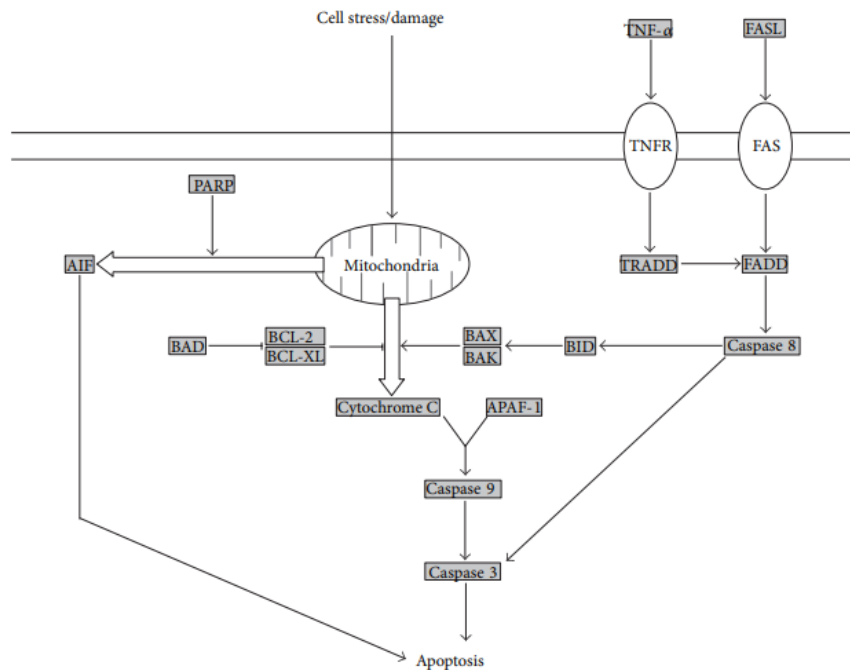 Cell stress/damage
TNF-α
FASL
TNFR
FAS
PARP
AIF
Mitochondria
TRADD
FADD
BAD
BCL-2
BCL-XL
BAX
BAK
BID
Caspase 8
Cytochrome C
APAF-1
Caspase 9
Caspase 3
Apoptosis